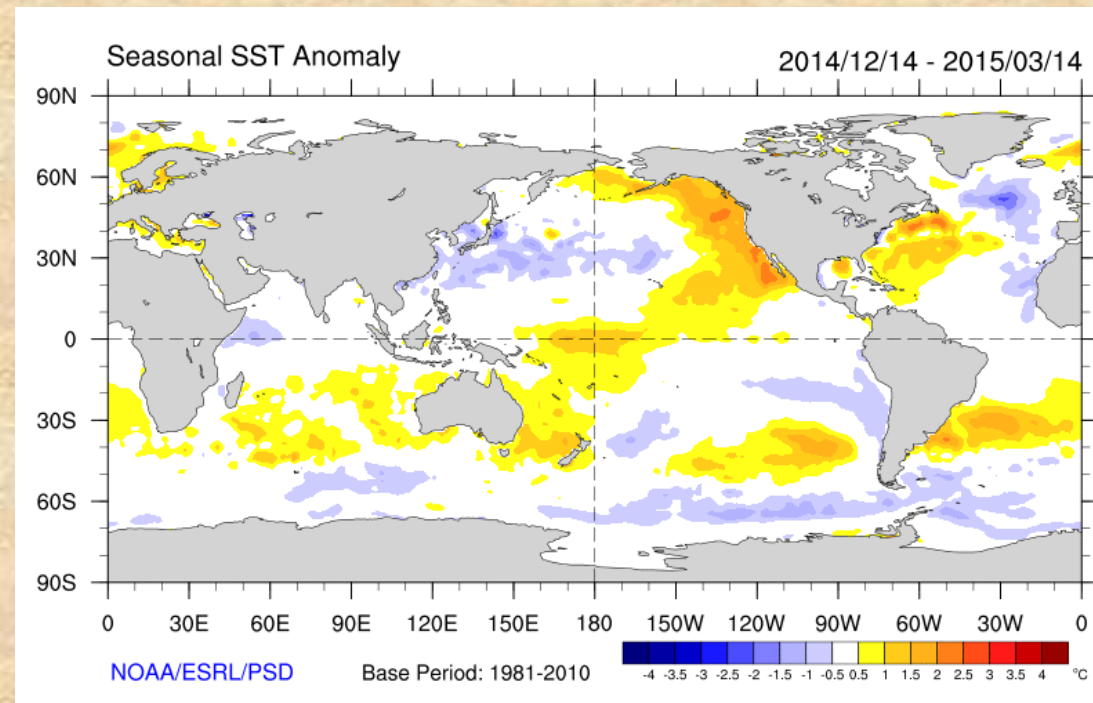 Seasonal SST Anomaly 2014/12/14 - 2015/03/14
90N
60N
30N
0
30S
60S
90S
0 30E 60E 90E 120E 150E 180 150W 120W 90W 60W 30W 0
NOAA/ESRL/PSD Base Period: 1981-2010
-4 -3.5 -3 -2.5 -2 -1.5 -1 -0.5 0.5 1 1.5 2 2.5 3 3.5 4 °C